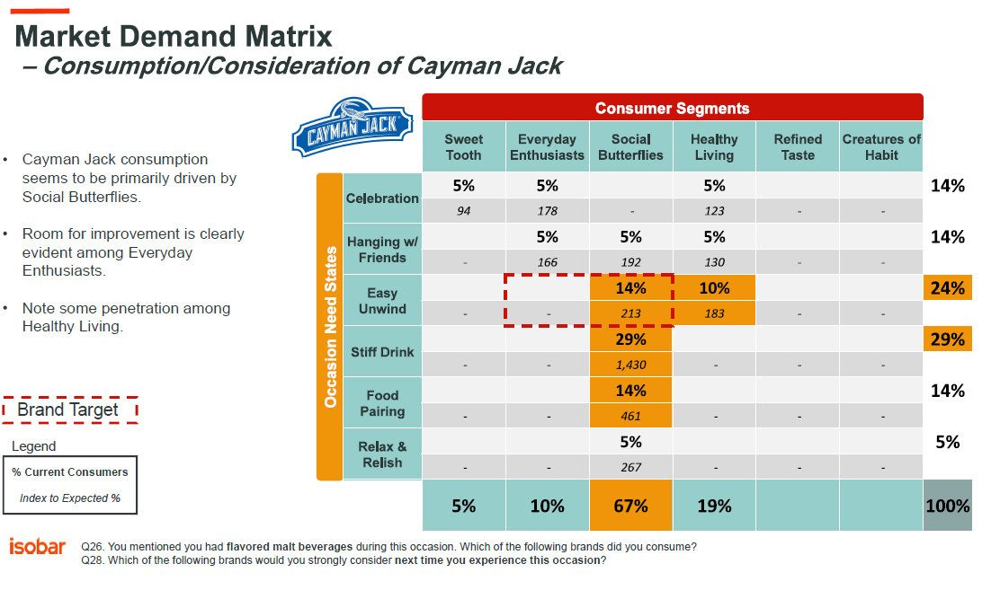 Market Demand Matrix
– Consumption/Consideration of Cayman Jack
• Cayman Jack consumption
seems to be primarily driven by
Social Butterflies.
• Room for improvement is clearly
evident among Everyday
Enthusiasts.
• Note some penetration among
Healthy Living.
Brand Target
Legend
% Current Consumers
Index to Expected %
CAYMAN JACK
Consumer Segments
Sweet Everyday Social Healthy Refined Creatures of
Tooth Enthusiasts Butterflies Living Taste Habit
Occasion Need States
Celebration
5% 5% 5% 14%
94 178 - 123 - -
Hanging w/
Friends
5% 5% 5% 14%
- 166 192 130 - -
Easy
Unwind
14% 10% 24%
- - 213 183 - -
Stiff Drink
29% 29%
- - 1,430 - - -
Food
Pairing
14% 14%
- - 461 - - -
Relax &
Relish
5% 5%
- - 267 - - -
5% 10% 67% 19% 100%
isobar
Q26. You mentioned you had flavored malt beverages during this occasion. Which of the following brands did you consume?
Q28. Which of the following brands would you strongly consider next time you experience this occasion?